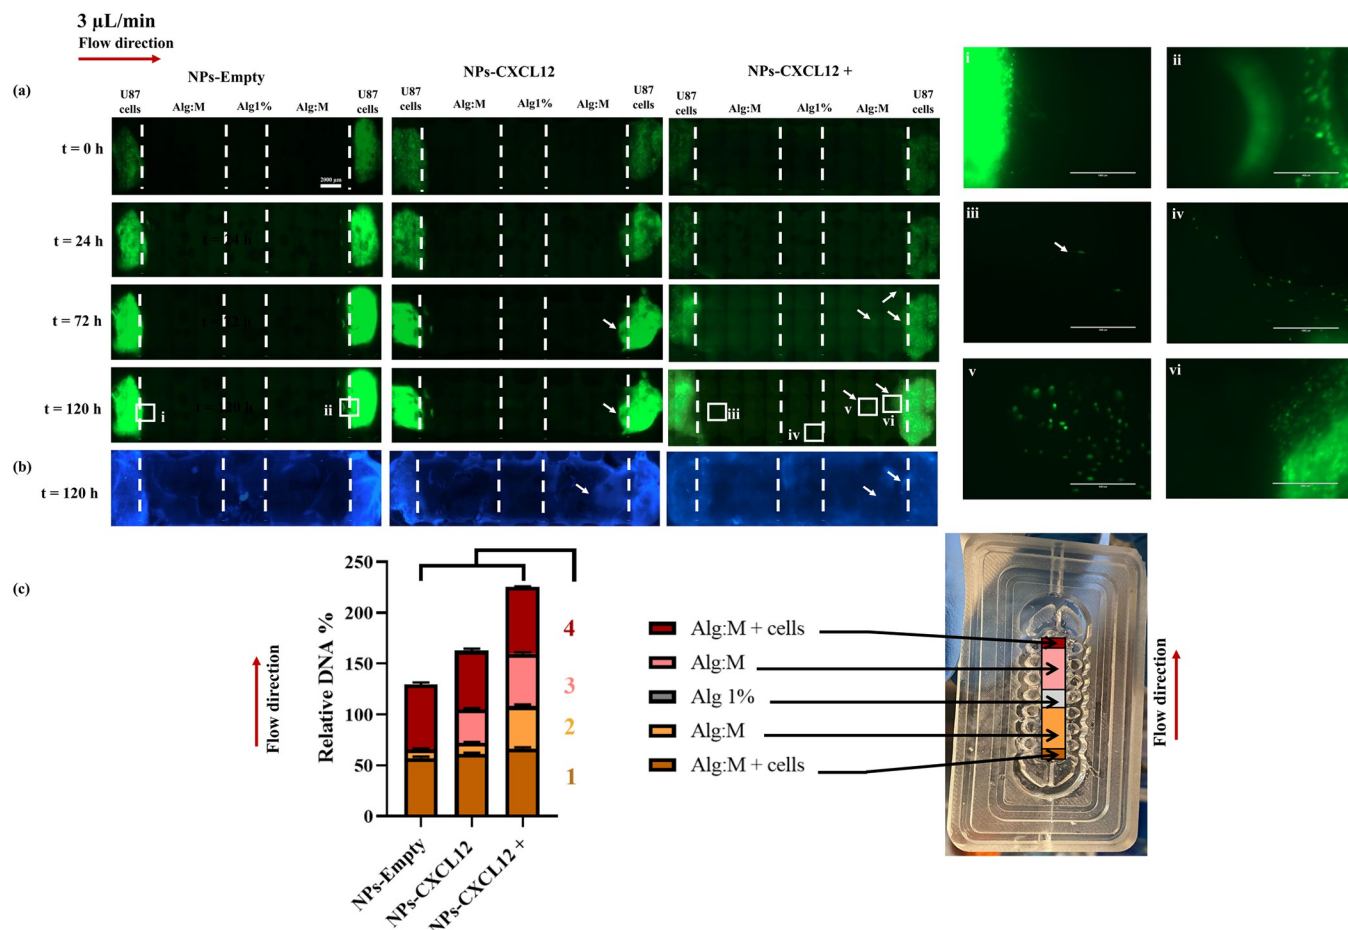 3 µL/min
Flow direction
NPs-Empty
NPs-CXCL12
NPs-CXCL12 +
(a)
U87 cells
Alg:M
Alg1%
Alg:M
U87 cells
U87 cells
Alg:M
Alg1%
Alg:M
U87 cells
U87 cells
Alg:M
Alg1%
Alg:M
U87 cells
t = 0 h
2000 µm
t = 24 h
t = 72 h
t = 120 h
i
ii
iii
iv
v
vi
(b)
t = 120 h
i
ii
iii
iv
v
vi
(c)
Flow direction
Relative DNA %
250
200
150
100
50
0
4
3
2
1
NPs-Empty
NPs-CXCL12
NPs-CXCL12 +
Alg:M + cells
Alg:M
Alg 1%
Alg:M
Alg:M + cells
Flow direction